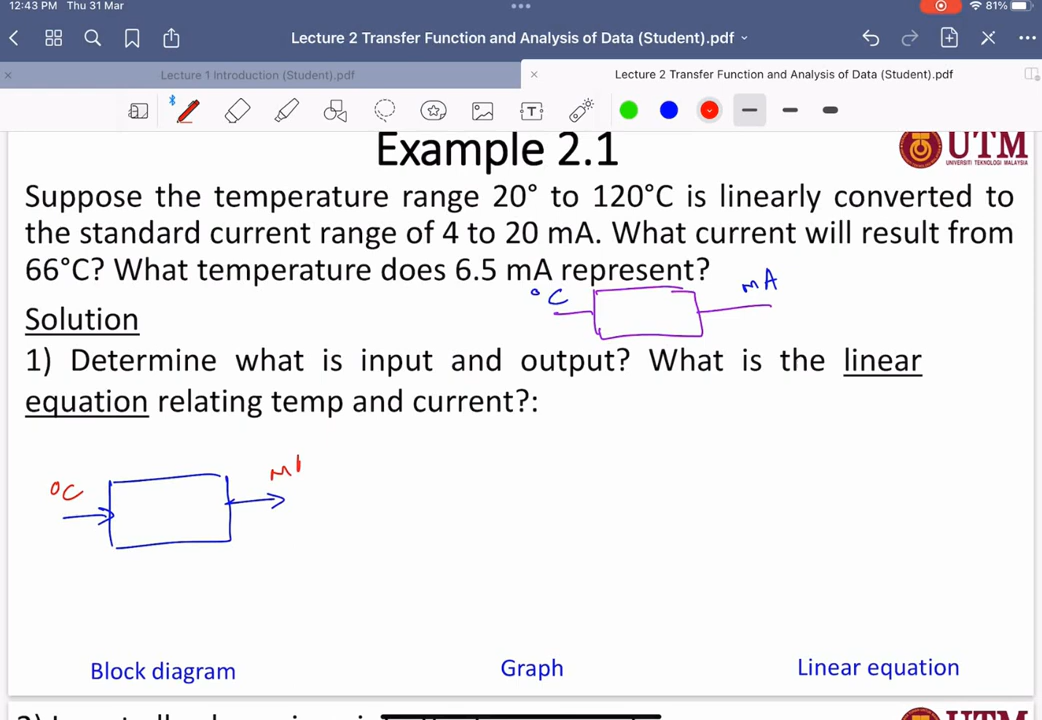 12:43 PM Thu 31 Mar
81%
Lecture 2 Transfer Function and Analysis of Data (Student).pdf
Lecture 1 Introduction (Student).pdf
Lecture 2 Transfer Function and Analysis of Data (Student).pdf
Example 2.1
UTM
UNIVERSITI TEKNOLOGI MALAYSIA
Suppose the temperature range 20° to 120°C is linearly converted to
the standard current range of 4 to 20 mA. What current will result from
66°C? What temperature does 6.5 mA represent?
°C
mA
Solution
1) Determine what is input and output? What is the linear
equation relating temp and current?:
°C
Block diagram
Graph
Linear equation
UTM